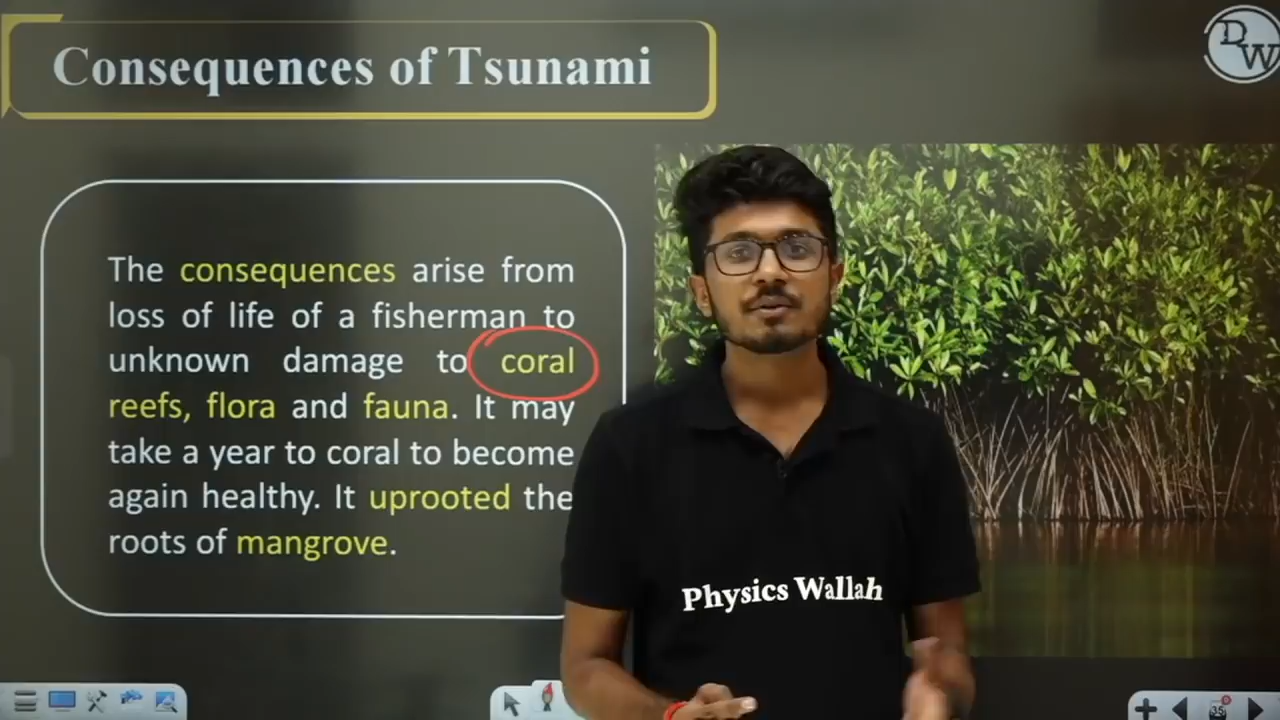 Consequences of Tsunami
DW
The consequences arise from
loss of life of a fisherman to
unknown damage to coral
reefs, flora and fauna. It may
take a year to coral to become
again healthy. It uprooted the
roots of mangrove.
Physics Wallah
35